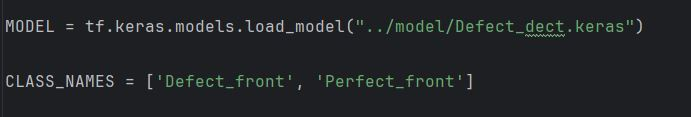 MODEL = tf.keras.models.load_model("../model/Defect_dect.keras")
CLASS_NAMES = ['Defect_front', 'Perfect_front']